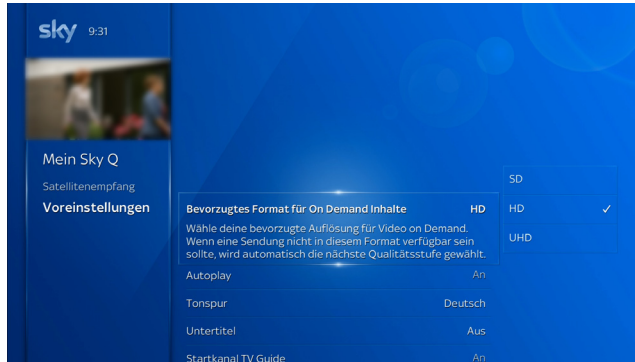 sky 9:31
Mein Sky Q
Satellitenempfang
Voreinstellungen
Bevorzugtes Format für On Demand Inhalte HD
Wähle deine bevorzugte Auflösung für Video on Demand.
Wenn eine Sendung nicht in diesem Format verfügbar sein
sollte, wird automatisch die nächste Qualitätsstufe gewählt.
Autoplay An
Tonspur Deutsch
Untertitel Aus
Startkanal TV Guide An
SD
HD
UHD